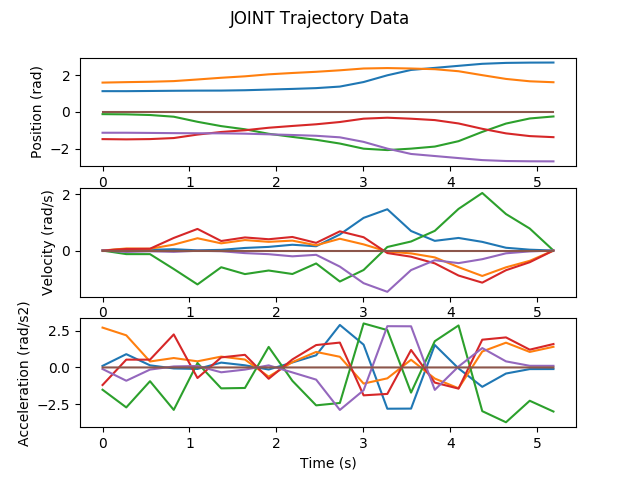 JOINT Trajectory Data
Position (rad)
2
0
−2
0 1 2 3 4 5
Velocity (rad/s)
2
0
0 1 2 3 4 5
Acceleration (rad/s2)
2.5
0.0
−2.5
0 1 2 3 4 5
Time (s)